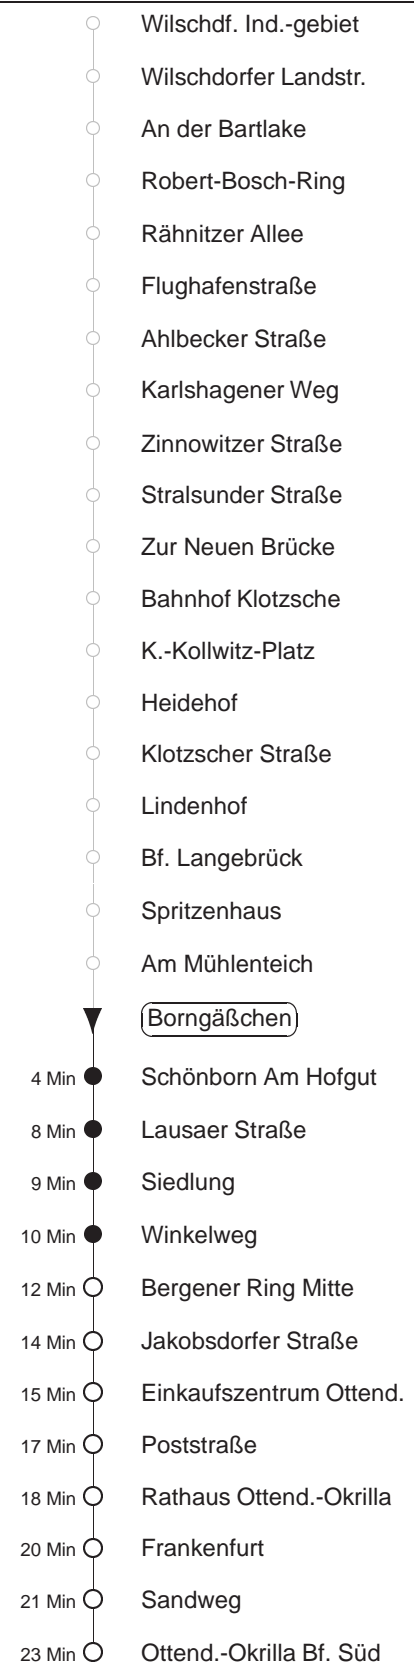 Wilschdf. Ind.-gebiet
Wilschdorfer Landstr.
An der Bartlake
Robert-Bosch-Ring
Rähnitzer Allee
Flughafenstraße
Ahlbecker Straße
Karlshagener Weg
Zinnowitzer Straße
Stralsunder Straße
Zur Neuen Brücke
Bahnhof Klotzsche
K.-Kollwitz-Platz
Heidehof
Klotzscher Straße
Lindenhof
Bf. Langebrück
Spritzenhaus
Am Mühlenteich
Borngäßchen
4 Min Schönborn Am Hofgut
8 Min Lausaer Straße
9 Min Siedlung
10 Min Winkelweg
12 Min Bergener Ring Mitte
14 Min Jakobsdorfer Straße
15 Min Einkaufszentrum Ottend.
17 Min Poststraße
18 Min Rathaus Ottend.-Okrilla
20 Min Frankenfurt
21 Min Sandweg
23 Min Ottend.-Okrilla Bf. Süd